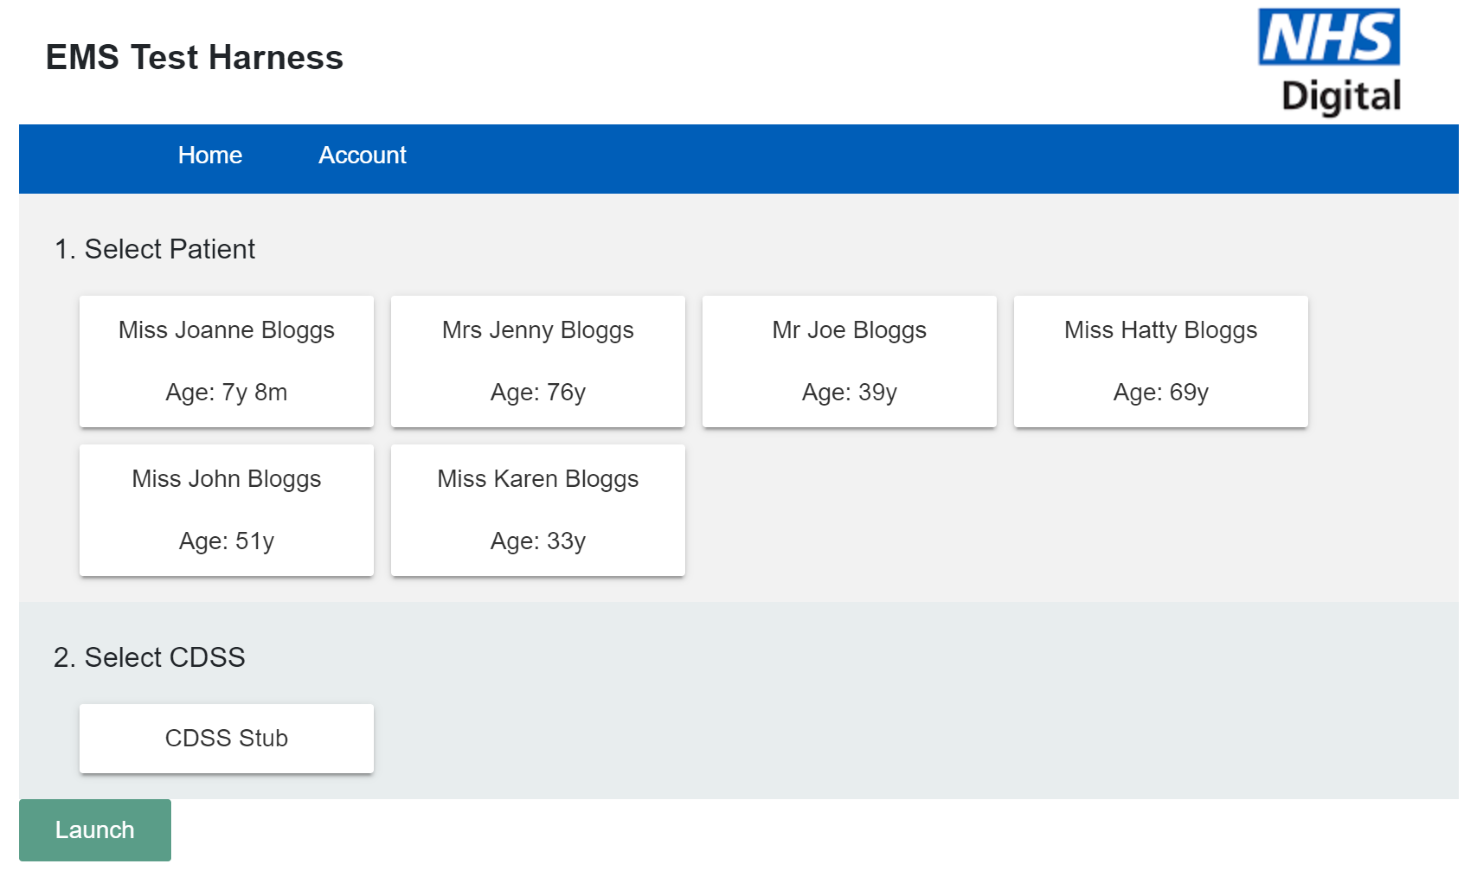 EMS Test Harness
NHS
Digital
Home Account
1. Select Patient
Miss Joanne Bloggs
Age: 7y 8m
Mrs Jenny Bloggs
Age: 76y
Mr Joe Bloggs
Age: 39y
Miss Hatty Bloggs
Age: 69y
Miss John Bloggs
Age: 51y
Miss Karen Bloggs
Age: 33y
2. Select CDSS
CDSS Stub
Launch